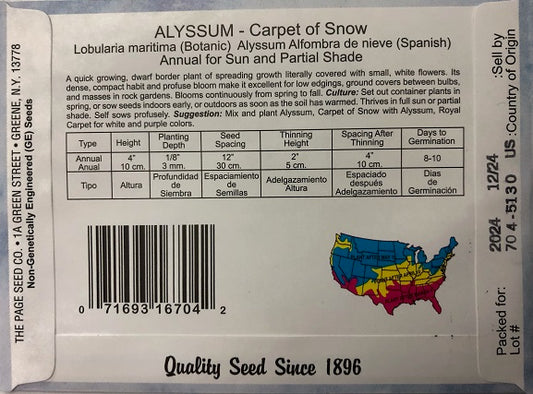 ALYSSUM - Carpet of Snow
Lobularia maritima (Botanic) Alyssum Alfombra de nieve (Spanish)
Annual for Sun and Partial Shade
A quick growing, dwarf border plant of spreading growth literally covered with small, white flowers. Its
dense, compact habit and profuse bloom make it excellent for low edgings, ground covers between bulbs,
and masses in rock gardens. Blooms continuously from spring to fall. Culture: Set out container plants in
spring, or sow seeds indoors early, or outdoors as soon as the soil has warmed. Thrives in full sun or partial
shade. Self sows profusely. Suggestion: Mix and plant Alyssum, Carpet of Snow with Alyssum, Royal
Carpet for white and purple colors.
Type Height Planting Depth Seed Spacing Thinning Height Spacing After Thinning Days to Germination
Annual Anual 4" 10 cm. 1/8" 3 mm. 12" 30 cm. 2" 5 cm. 4" 10 cm. 8-10
Tipo Altura Profundidad de Siembra Espaciamiento de Semillas Adelgazamiento Altura Espaciado después Adelgazamiento Dias de Germinación
0 71693 16704 2
Quality Seed Since 1896
THE PAGE SEED CO. • 1A GREEN STREET • GREENE, N.Y. 13778
Non-Genetically Engineered (GE) Seeds
Packed for: 2024 12/24 :Sell by
Lot # 704-5130 US :Country of Origin